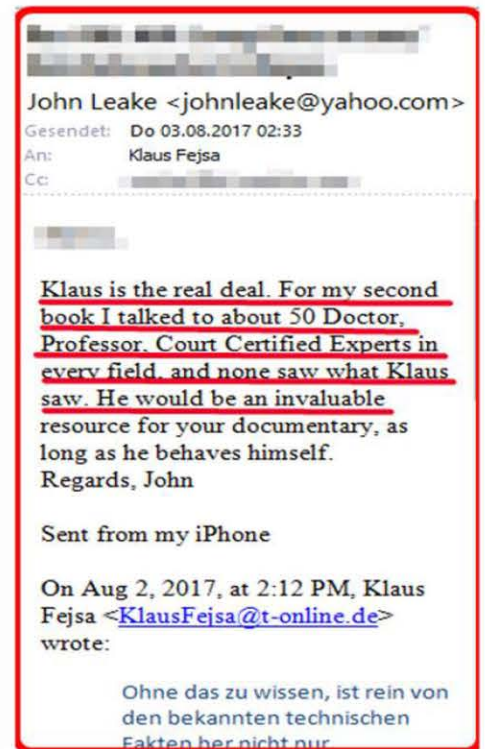 John Leake <johnleake@yahoo.com>
Gesendet: Do 03.08.2017 02:33
An: Klaus Fejsa
Cc:
Klaus is the real deal. For my second
book I talked to about 50 Doctor,
Professor, Court Certified Experts in
every field, and none saw what Klaus
saw. He would be an invaluable
resource for your documentary, as
long as he behaves himself.
Regards, John
Sent from my iPhone
On Aug 2, 2017, at 2:12 PM, Klaus
Fejsa <KlausFejsa@t-online.de>
wrote:
Ohne das zu wissen, ist rein von
den bekannten technischen
Fakten her nicht nur